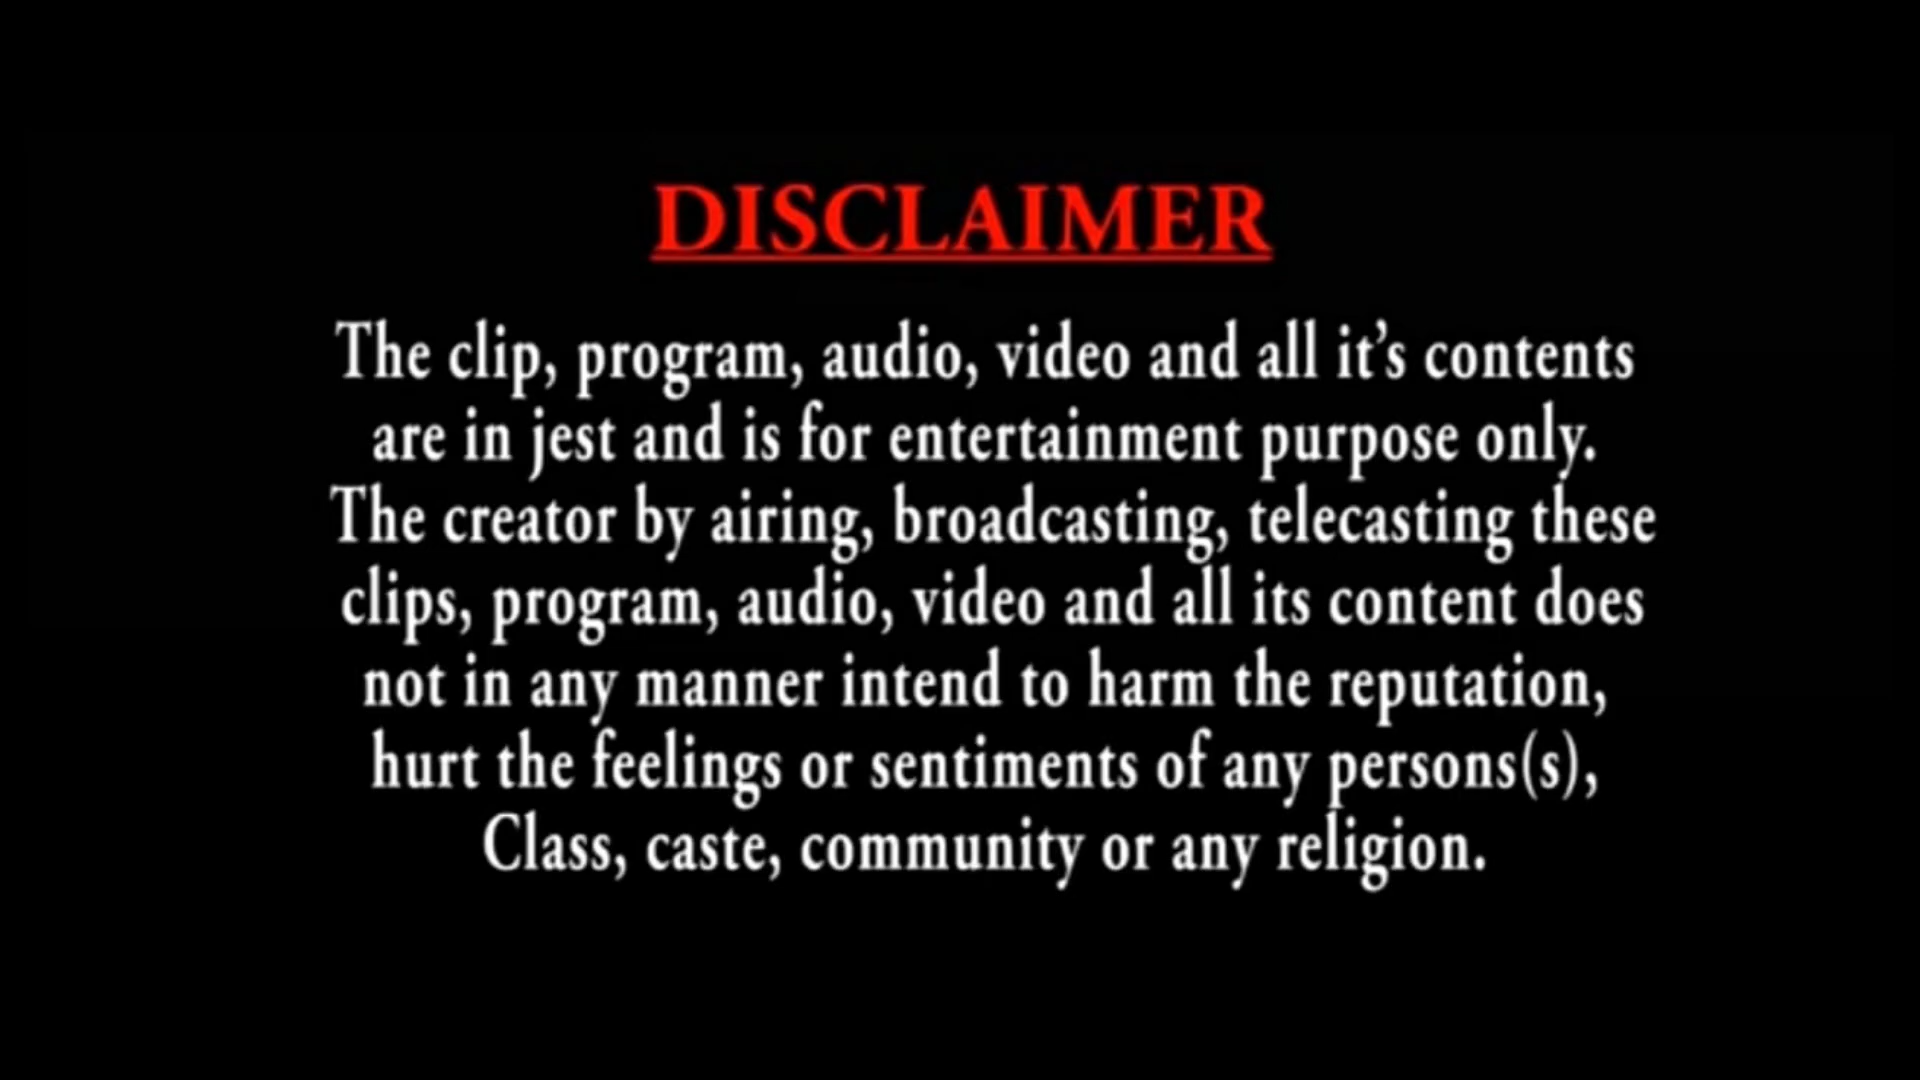 DISCLAIMER
The clip, program, audio, video and all it’s contents
are in jest and is for entertainment purpose only.
The creator by airing, broadcasting, telecasting these
clips, program, audio, video and all its content does
not in any manner intend to harm the reputation,
hurt the feelings or sentiments of any persons(s),
Class, caste, community or any religion.